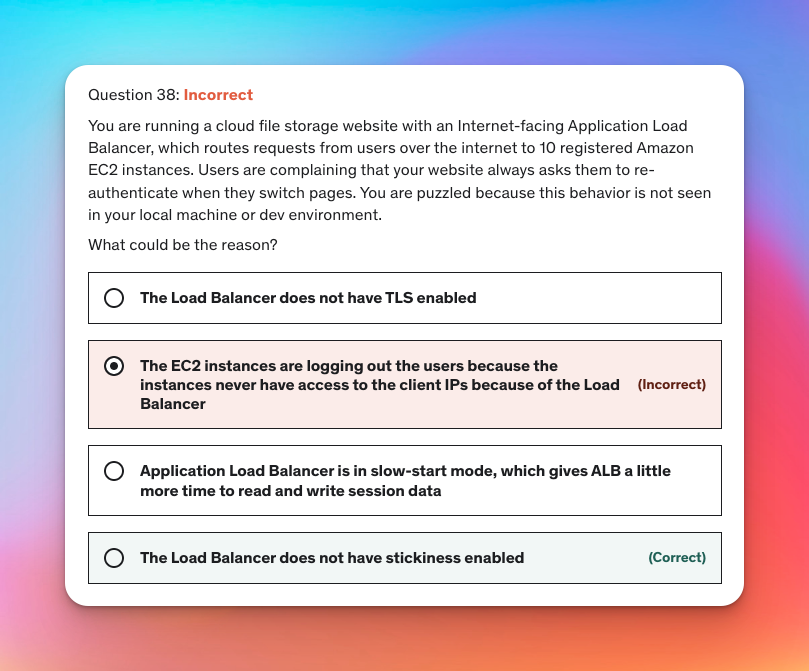 Question 38: Incorrect
You are running a cloud file storage website with an Internet-facing Application Load
Balancer, which routes requests from users over the internet to 10 registered Amazon
EC2 instances. Users are complaining that your website always asks them to re-
authenticate when they switch pages. You are puzzled because this behavior is not seen
in your local machine or dev environment.
What could be the reason?
The Load Balancer does not have TLS enabled
The EC2 instances are logging out the users because the
instances never have access to the client IPs because of the Load
Balancer
(Incorrect)
Application Load Balancer is in slow-start mode, which gives ALB a little
more time to read and write session data
The Load Balancer does not have stickiness enabled
(Correct)